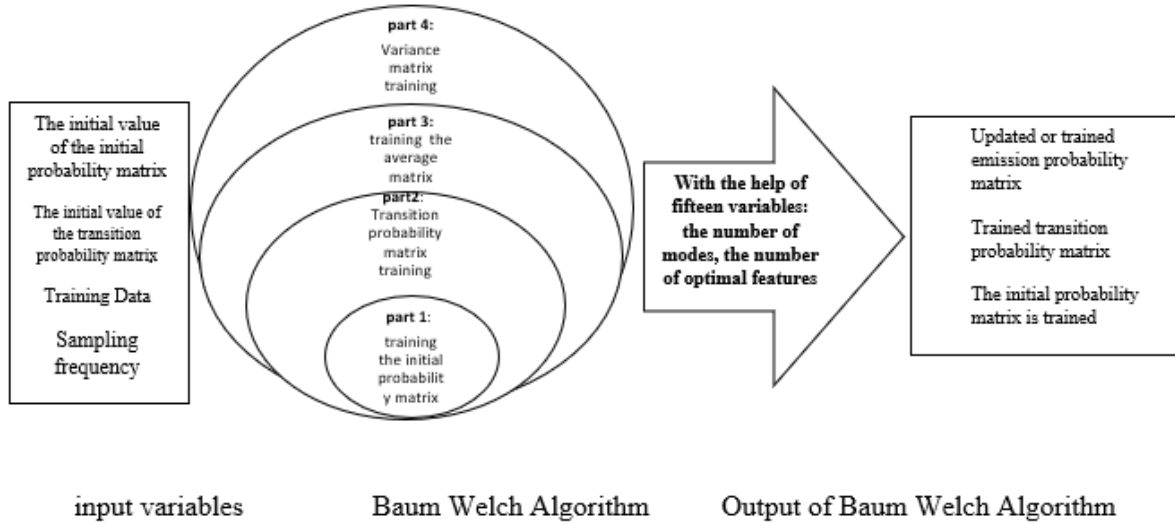 The initial value
of the initial
probability matrix
The initial value of
the transition
probability matrix
Training Data
Sampling
frequency
part 4:
Variance
matrix
training
part 3:
training the
average
matrix
part2:
Transition
probability
matrix
training
part 1:
training
the initial
probabilit
y matrix
With the help of
fifteen variables:
the number of
modes, the number
of optimal features
Updated or trained
emission probability
matrix
Trained transition
probability matrix
The initial probability
matrix is trained
input variables
Baum Welch Algorithm
Output of Baum Welch Algorithm